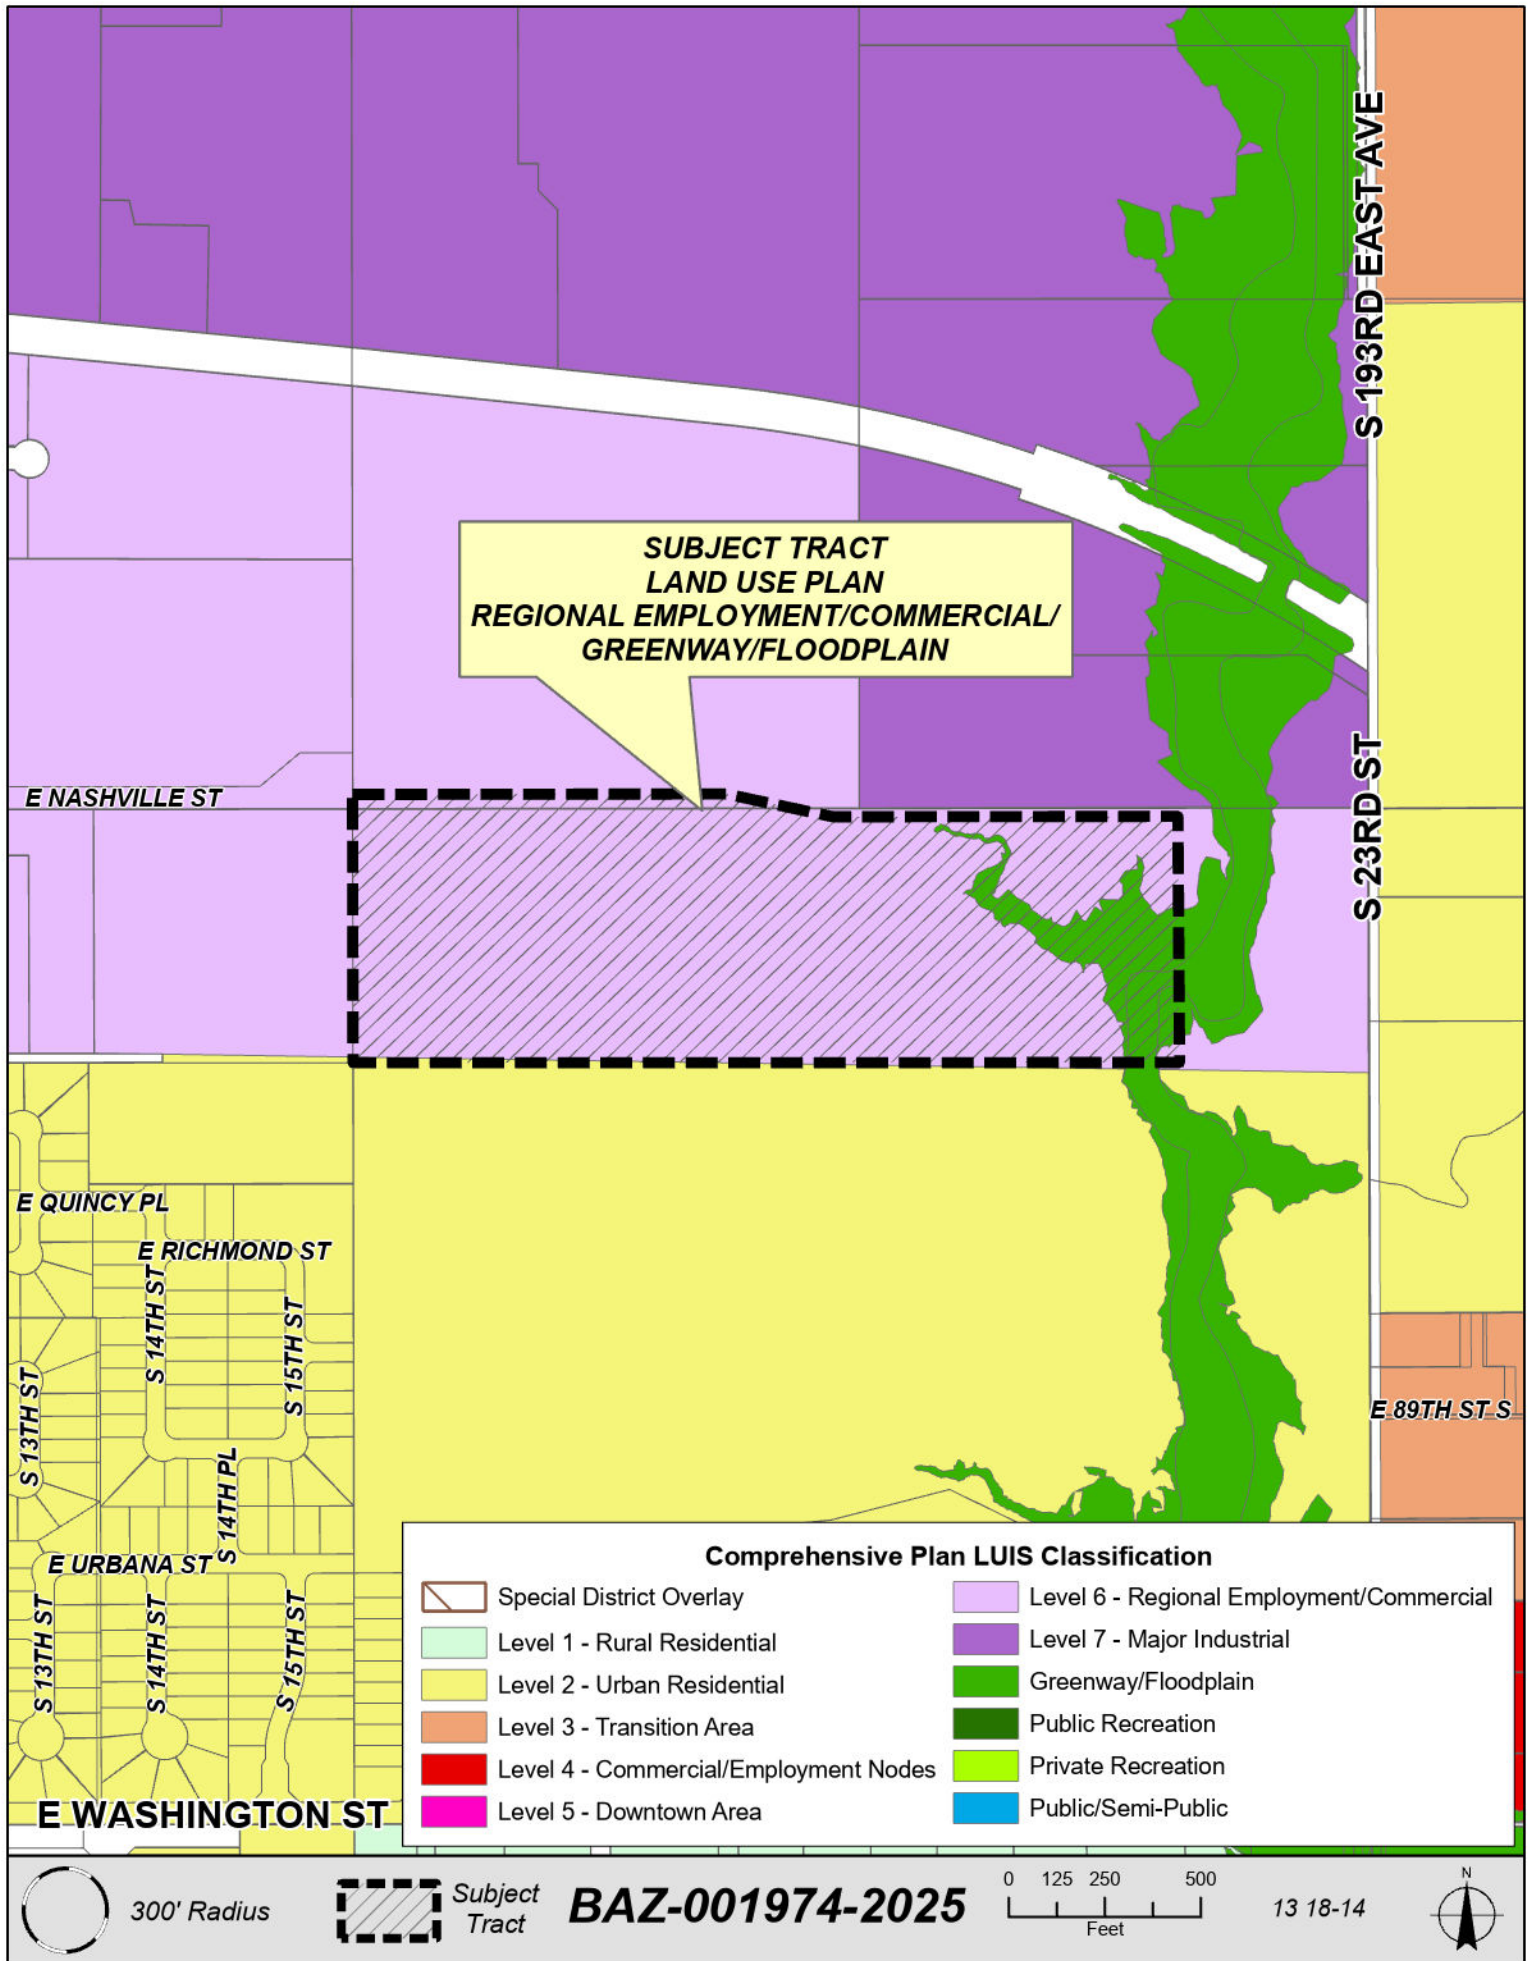 S 193RD EAST AVE
SUBJECT TRACT
LAND USE PLAN
REGIONAL EMPLOYMENT/COMMERCIAL/
GREENWAY/FLOODPLAIN
E NASHVILLE ST
S 23RD ST
E QUINCY PL
E RICHMOND ST
S 14TH ST
S 15TH ST
S 13TH ST
E 89TH ST S
S 14TH PL
E URBANA ST
S 13TH ST
S 14TH ST
S 15TH ST
E WASHINGTON ST
Comprehensive Plan LUIS Classification
Special District Overlay
Level 1 - Rural Residential
Level 2 - Urban Residential
Level 3 - Transition Area
Level 4 - Commercial/Employment Nodes
Level 5 - Downtown Area
Level 6 - Regional Employment/Commercial
Level 7 - Major Industrial
Greenway/Floodplain
Public Recreation
Private Recreation
Public/Semi-Public
300' Radius
Subject
Tract
BAZ-001974-2025
0 125 250 500
Feet
13 18-14
N